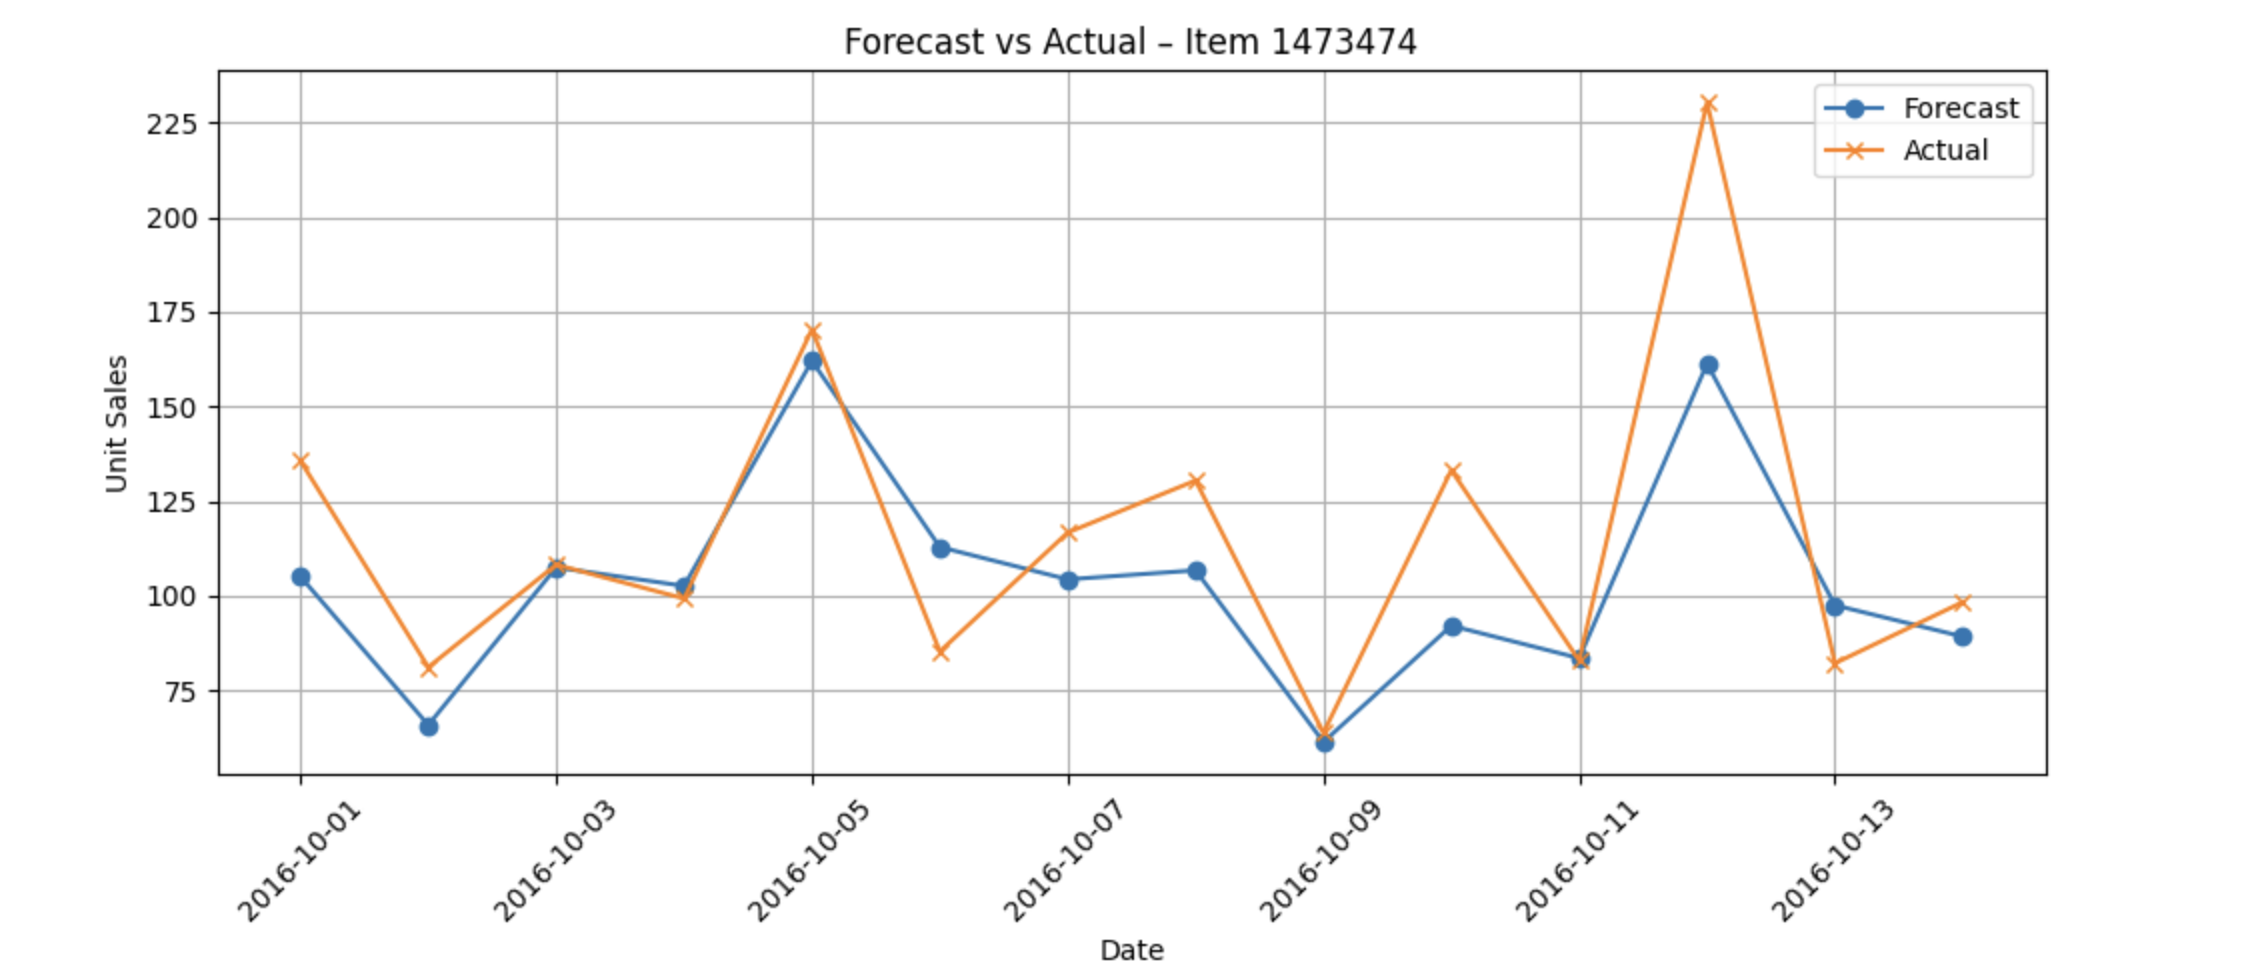 Forecast vs Actual – Item 1473474
Forecast
Actual
Unit Sales
225
200
175
150
125
100
75
2016-10-01
2016-10-03
2016-10-05
2016-10-07
2016-10-09
2016-10-11
2016-10-13
Date